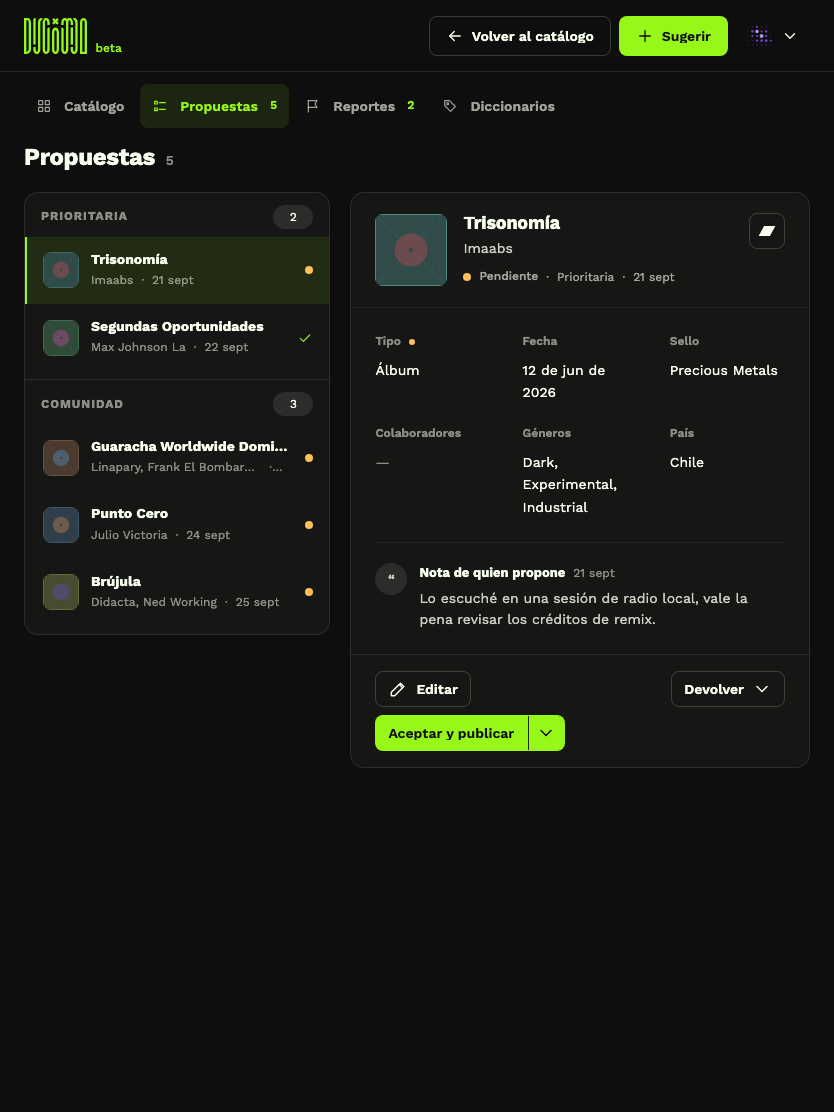 beta
Volver al catálogo
Sugerir
Catálogo
Propuestas 5
Reportes 2
Diccionarios
Propuestas 5
PRIORITARIA 2
Trisonomía
Imaabs · 21 sept
Segundas Oportunidades
Max Johnson La · 22 sept
COMUNIDAD 3
Guaracha Worldwide Domi...
Linapary, Frank El Bombar... ·...
Punto Cero
Julio Victoria · 24 sept
Brújula
Didacta, Ned Working · 25 sept
Trisonomía
Imaabs
Pendiente · Prioritaria · 21 sept
Tipo
Álbum
Fecha
12 de jun de
2026
Sello
Precious Metals
Colaboradores
—
Géneros
Dark,
Experimental,
Industrial
País
Chile
“
Nota de quien propone 21 sept
Lo escuché en una sesión de radio local, vale la
pena revisar los créditos de remix.
Editar
Devolver
Aceptar y publicar